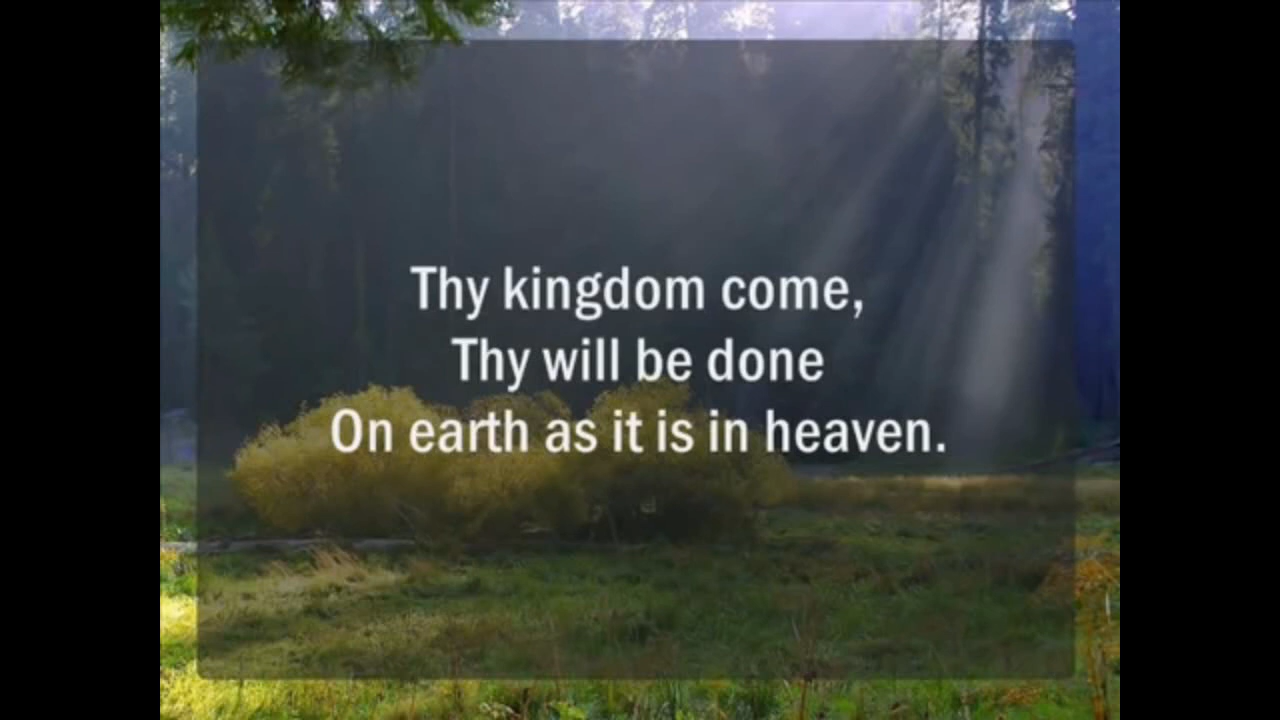 Thy kingdom come,
Thy will be done
On earth as it is in heaven.